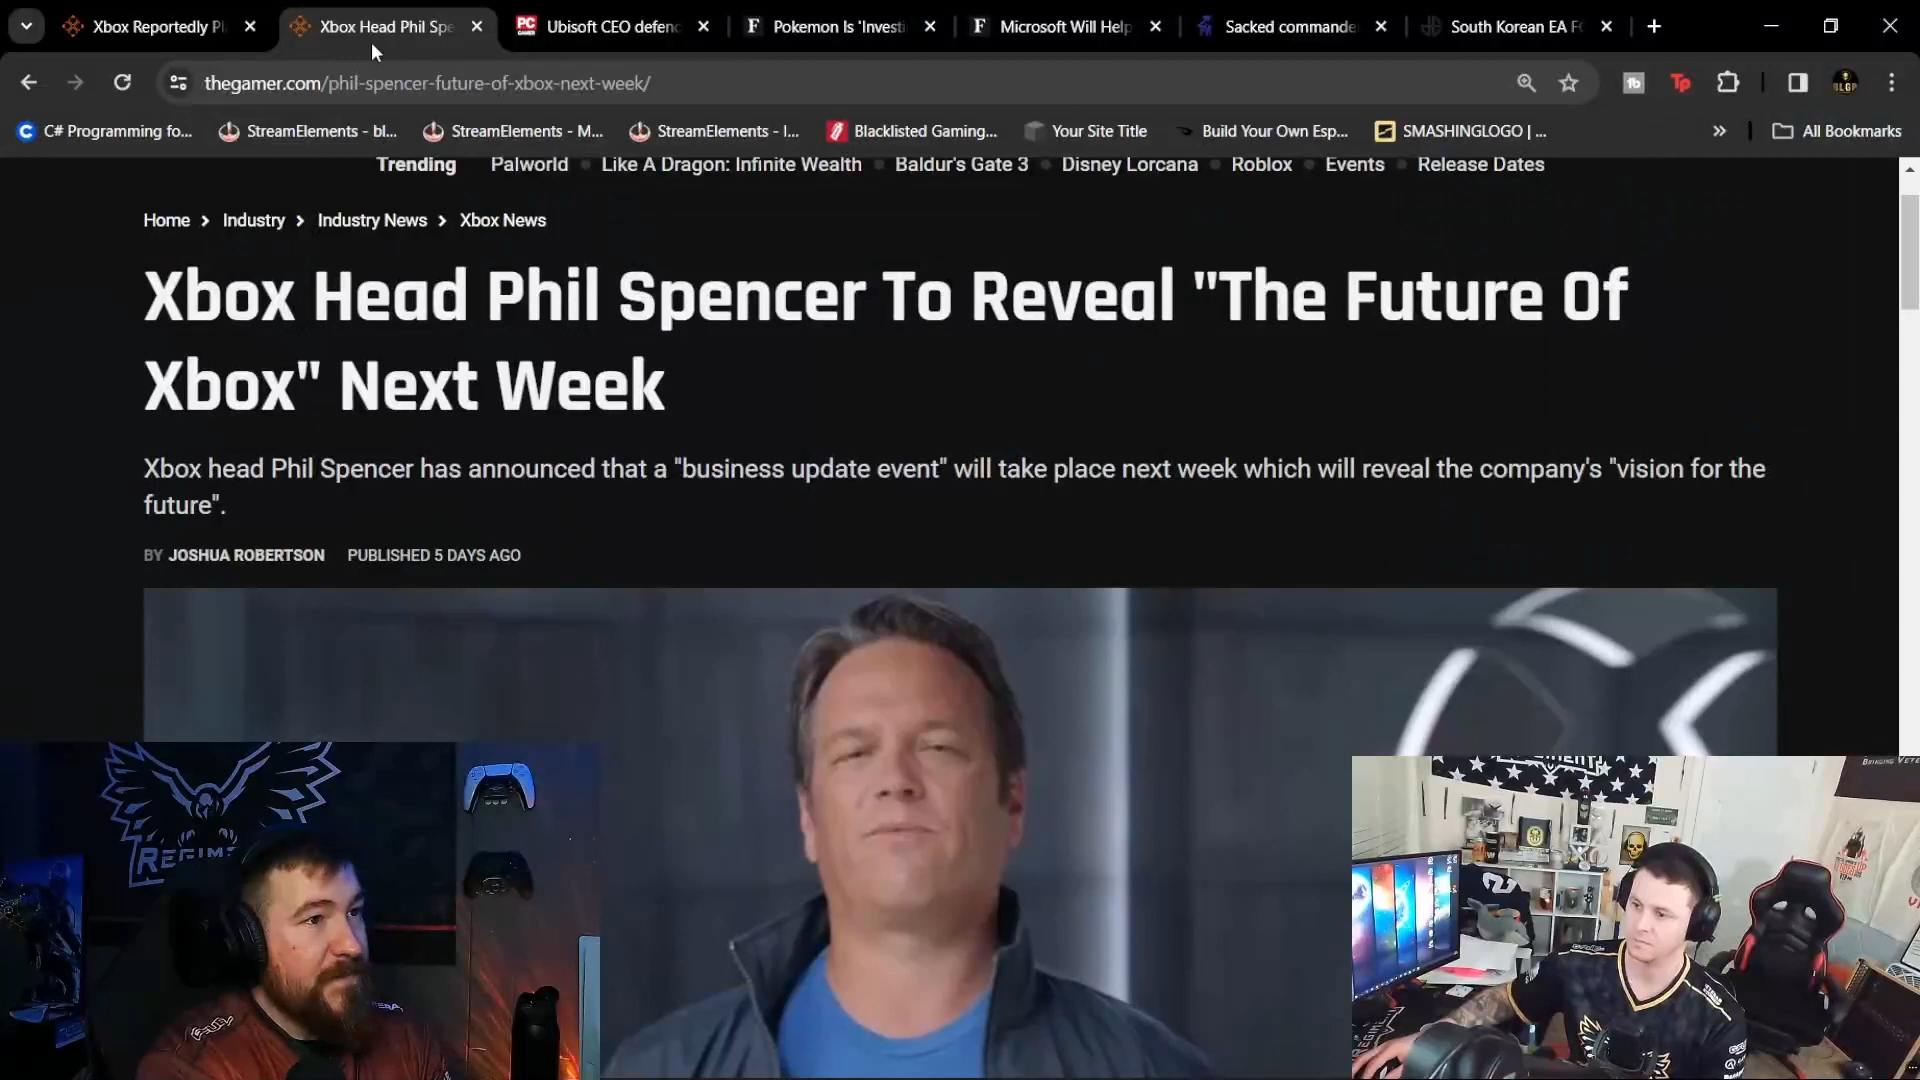 Xbox Reportedly Pl
Xbox Head Phil Spe
Ubisoft CEO defenc
Pokemon Is 'Investi
Microsoft Will Help
Sacked commande
South Korean EA F
thegamer.com/phil-spencer-future-of-xbox-next-week/
C# Programming fo...
StreamElements - bl...
StreamElements - M...
StreamElements - I...
Blacklisted Gaming...
Your Site Title
Build Your Own Esp...
SMASHINGLOGO | ...
All Bookmarks
Trending Palworld Like A Dragon: Infinite Wealth Baldur's Gate 3 Disney Lorcana Roblox Events Release Dates
Home > Industry > Industry News > Xbox News
Xbox Head Phil Spencer To Reveal "The Future Of
Xbox" Next Week
Xbox head Phil Spencer has announced that a "business update event" will take place next week which will reveal the company's "vision for the
future".
BY JOSHUA ROBERTSON PUBLISHED 5 DAYS AGO